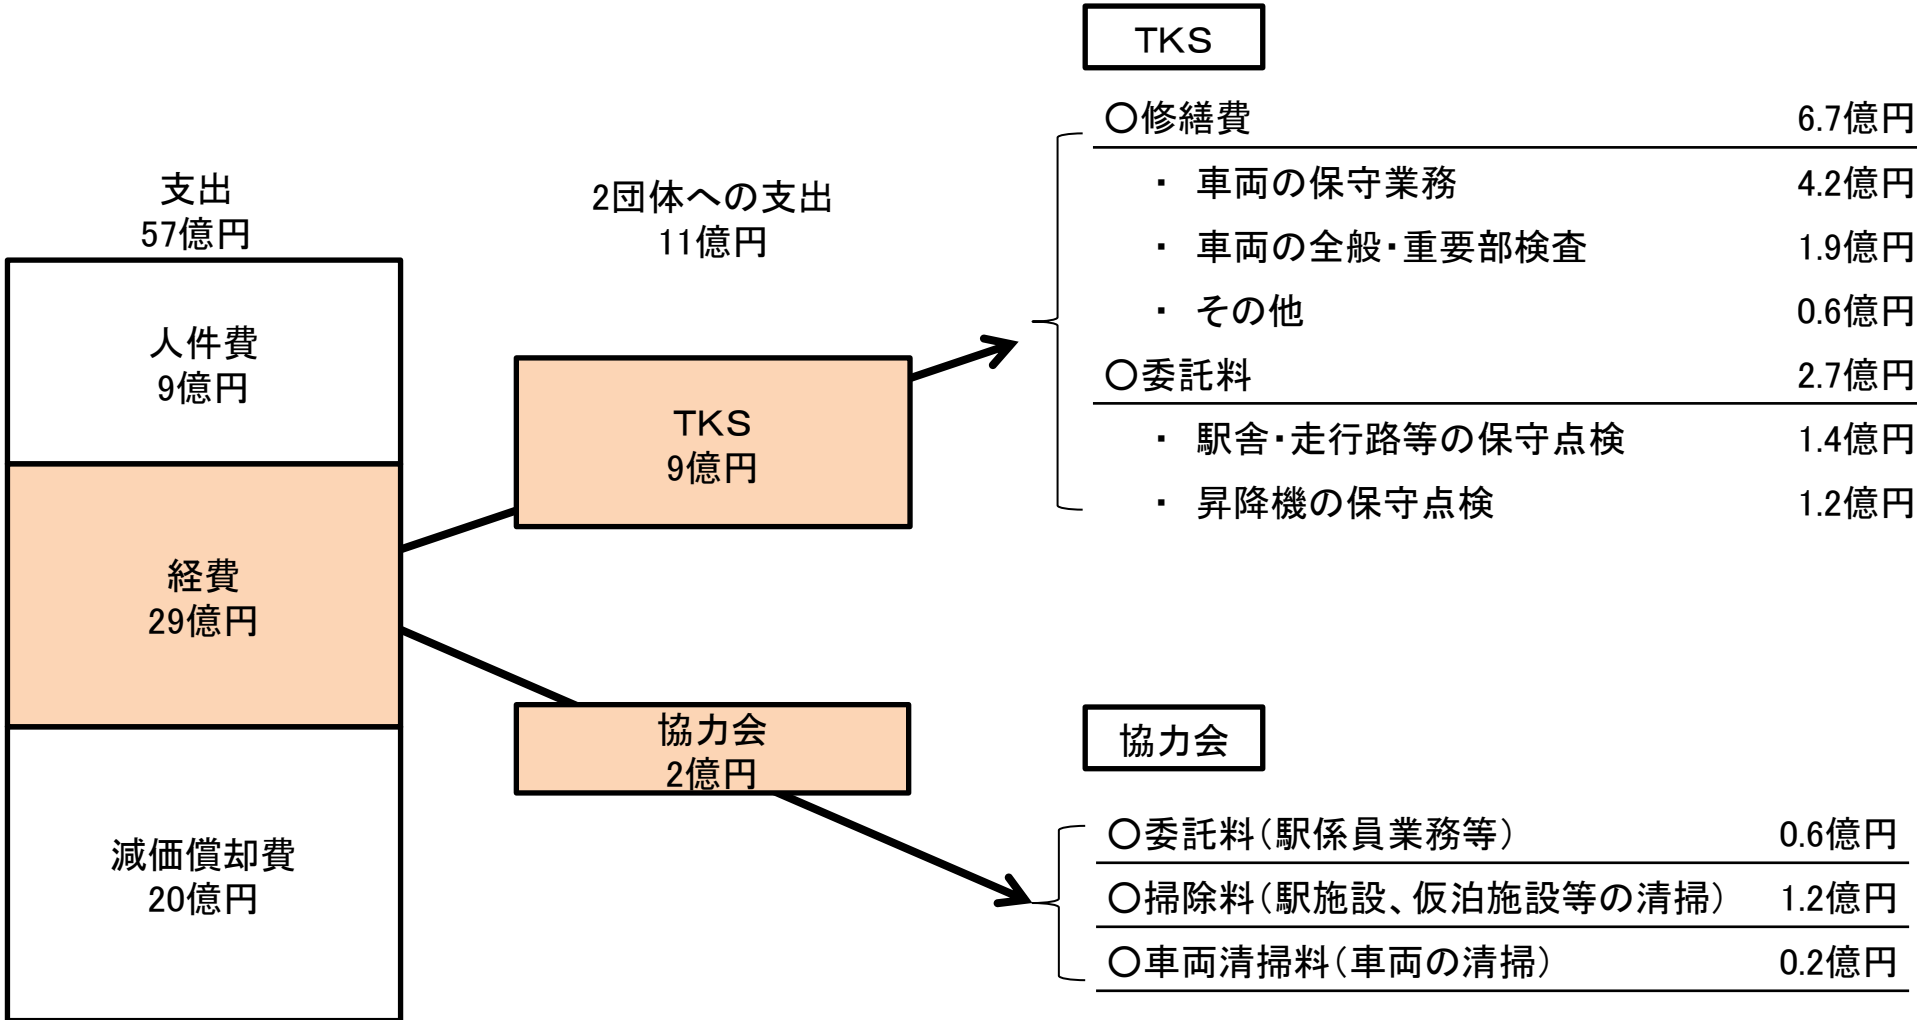 支出
57億円
人件費
9億円
経費
29億円
減価償却費
20億円
2団体への支出
11億円
TKS
9億円
協力会
2億円
TKS
〇修繕費 6.7億円
・ 車両の保守業務 4.2億円
・ 車両の全般・重要部検査 1.9億円
・ その他 0.6億円
〇委託料 2.7億円
・ 駅舎・走行路等の保守点検 1.4億円
・ 昇降機の保守点検 1.2億円
協力会
〇委託料（駅係員業務等） 0.6億円
〇掃除料（駅施設、仮泊施設等の清掃） 1.2億円
〇車両清掃料（車両の清掃） 0.2億円